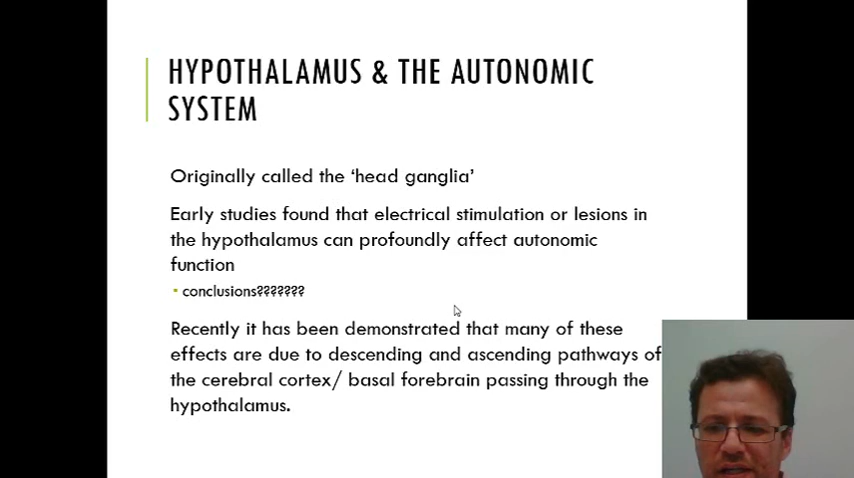 HYPOTHALAMUS & THE AUTONOMIC
SYSTEM
Originally called the ‘head ganglia’
Early studies found that electrical stimulation or lesions in
the hypothalamus can profoundly affect autonomic
function
▪ conclusions???????
Recently it has been demonstrated that many of these
effects are due to descending and ascending pathways of
the cerebral cortex/ basal forebrain passing through the
hypothalamus.